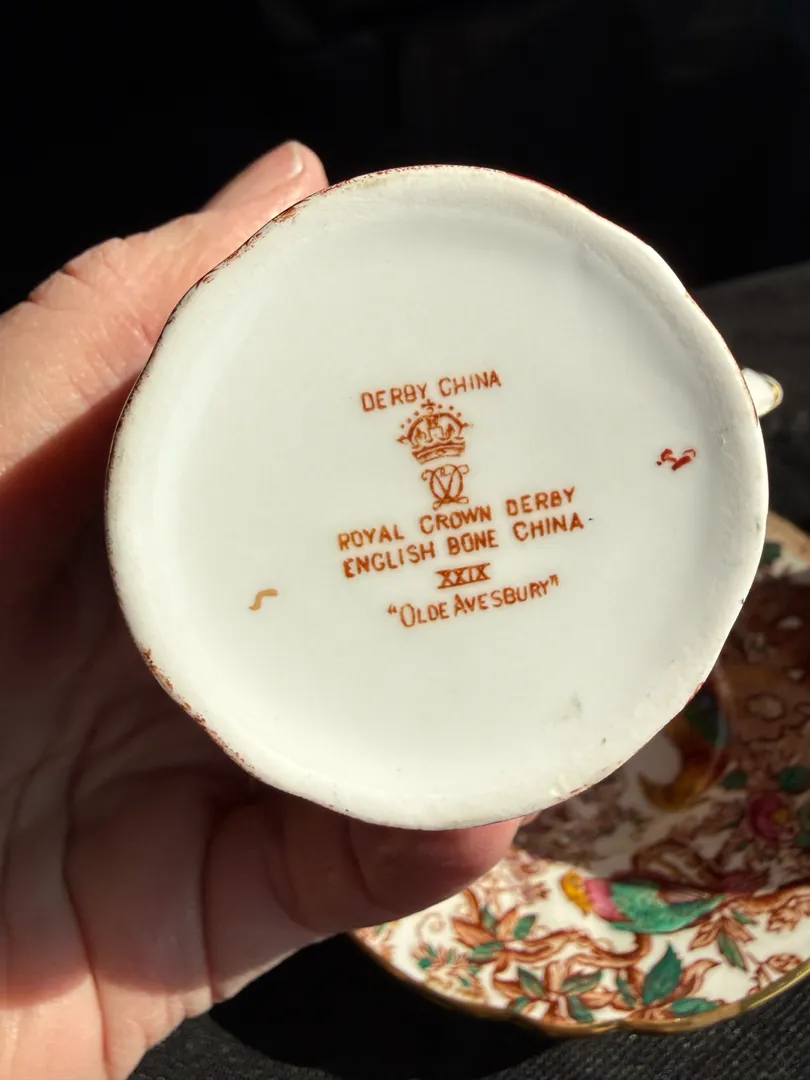 DERBY CHINA
ROYAL CROWN DERBY
ENGLISH BONE CHINA
XXIX
"OLDE AVESBURY"